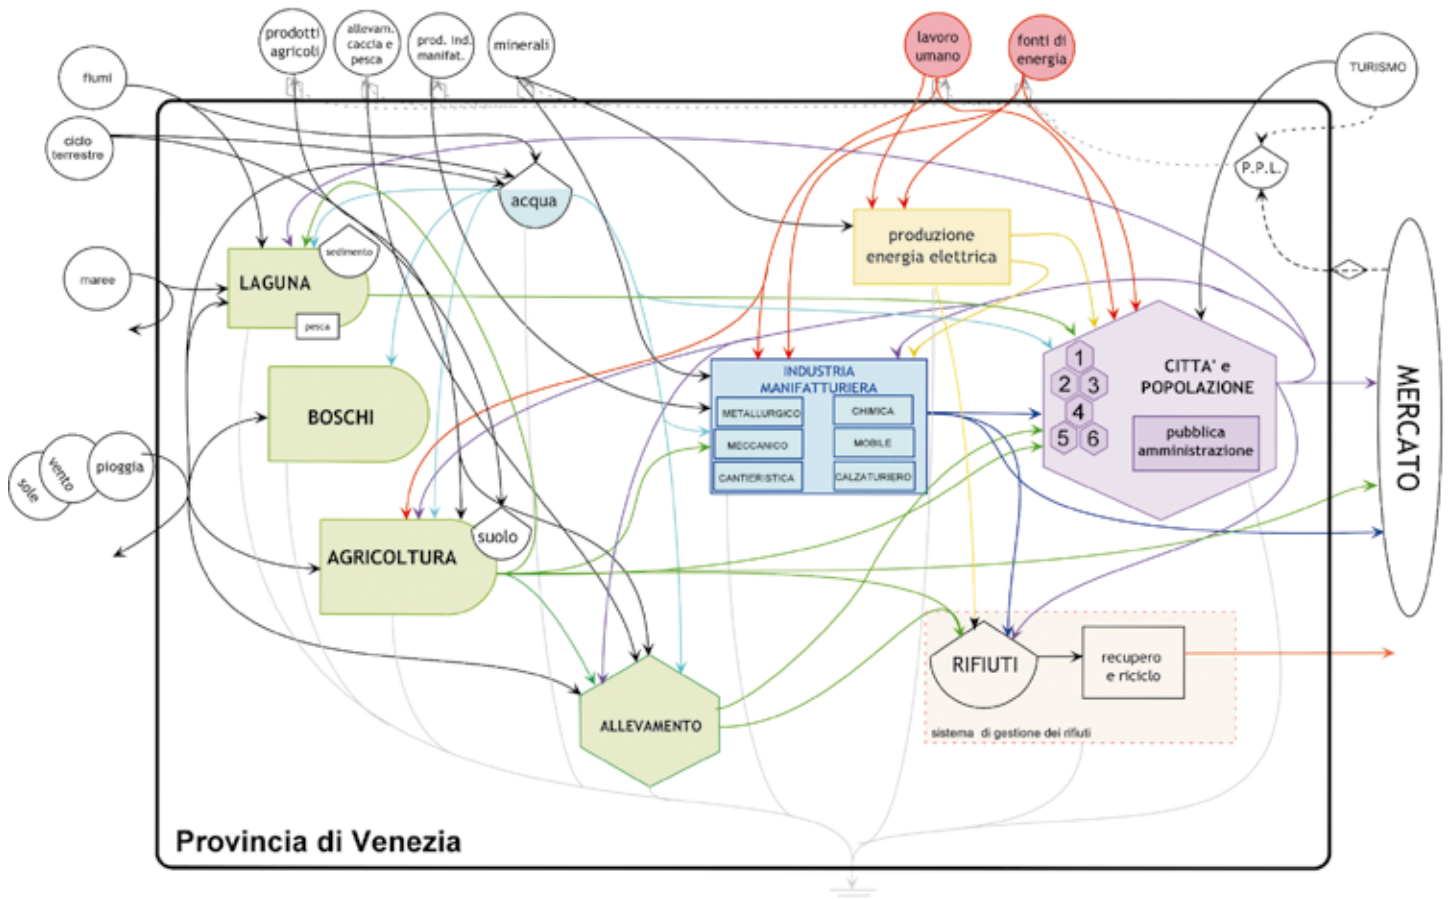 prodotti
agricoli
allevam.
caccia e
pesca
prod. ind.
manifat.
minerali
lavoro
umano
fonti di
energia
TURISMO
fiumi
ciclo
terrestre
P.P.L.
acqua
produzione
energia elettrica
sedimento
LAGUNA
maree
pesca
INDUSTRIA
MANIFATTURIERA
METALLURGICO
CHIMICA
MECCANICO
MOBILE
CANTIERISTICA
CALZATURIERO
1
2
3
4
5
6
CITTA' e
POPOLAZIONE
pubblica
amministrazione
MERCATO
BOSCHI
sole
vento
pioggia
suolo
AGRICOLTURA
RIFIUTI
recupero
e riciclo
sistema di gestione dei rifiuti
ALLEVAMENTO
Provincia di Venezia